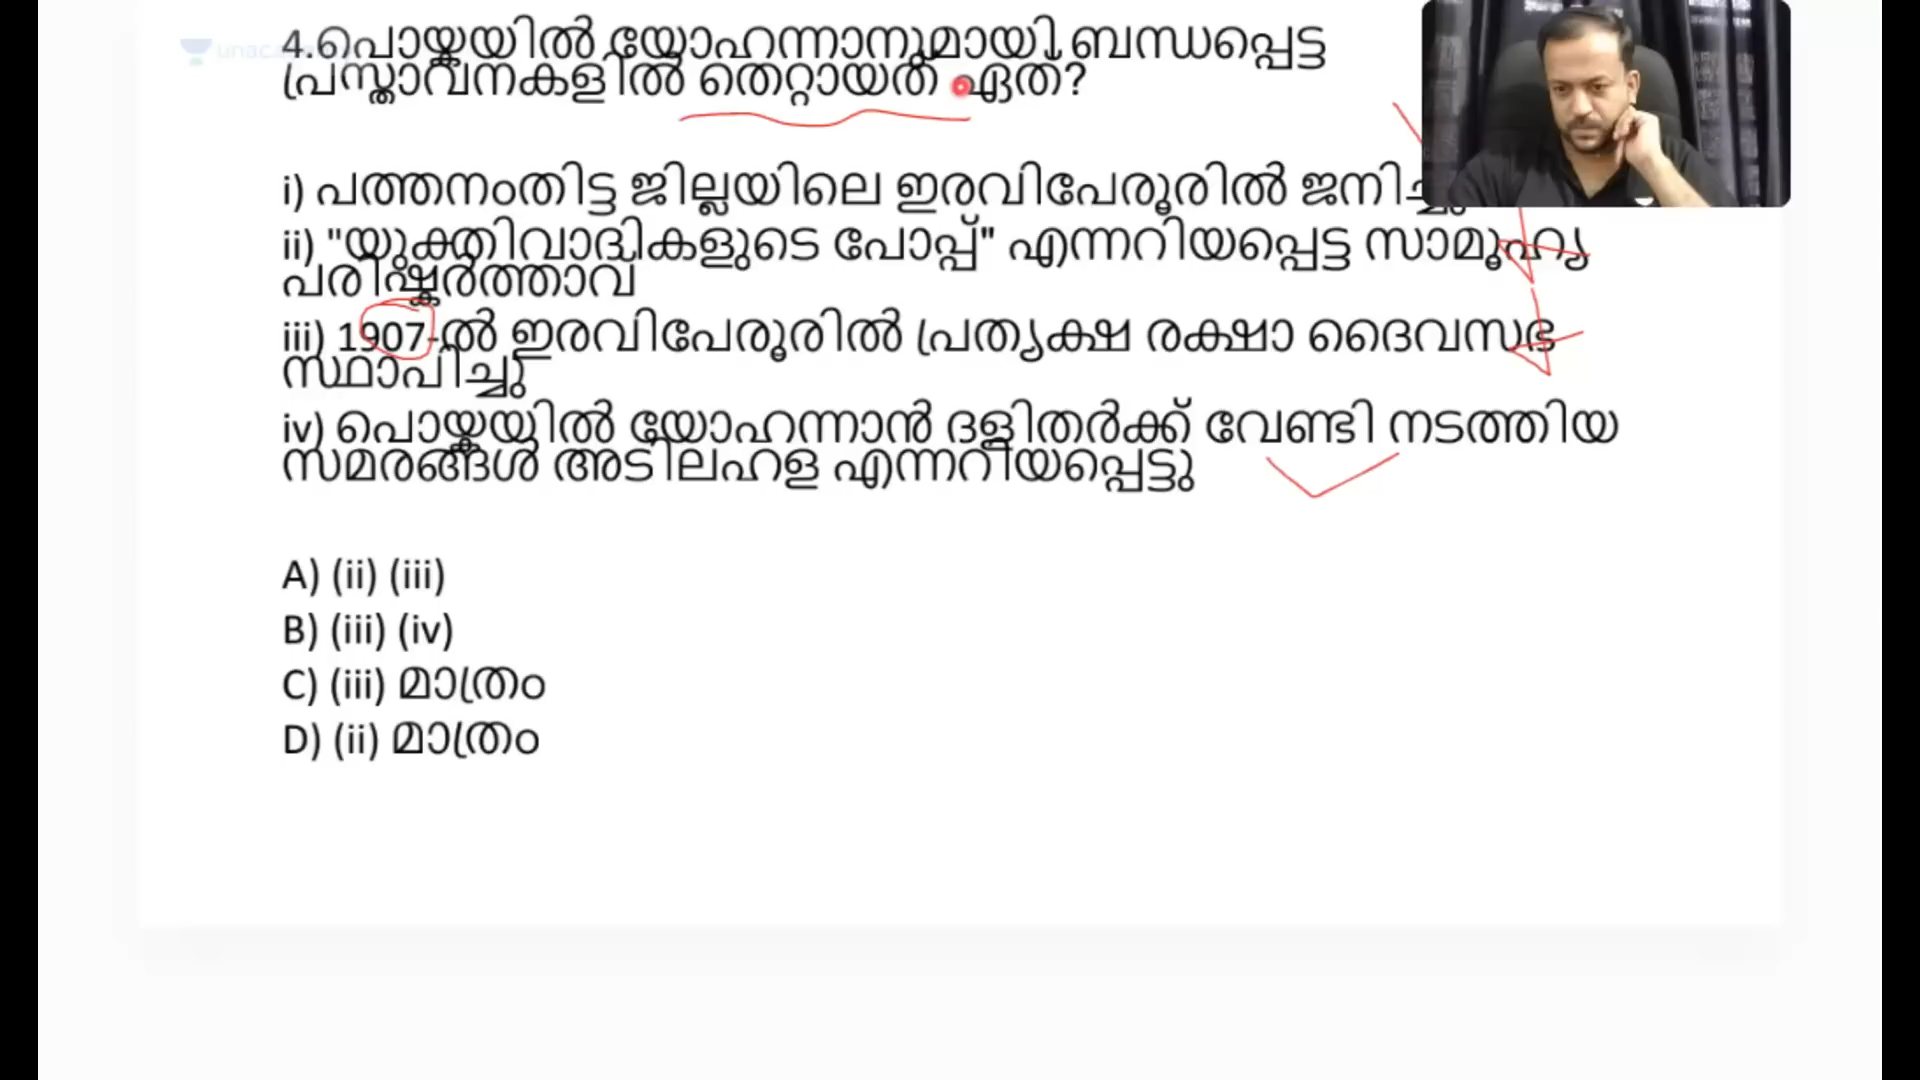 4.6പൊയ്കയിൽ യോഹന്നാനുമായി ബന്ധപ്പെട്ട
പ്രസ്താവനകളിൽ തെറ്റായത് ഏത്?
i) പത്തനംതിട്ട ജില്ലയിലെ ഇരവിപേരൂരിൽ ജനിച്ചു
ii) "യുക്തിവാദികളുടെ പോപ്പ്" എന്നറിയപ്പെട്ട സാമൂഹ്യ
പരിഷ്കർത്താവ്
iii) 1907-ൽ ഇരവിപേരൂരിൽ പ്രത്യക്ഷ രക്ഷാ ദൈവസഭ
സ്ഥാപിച്ചു
iv) പൊയ്കയിൽ യോഹന്നാൻ ദളിതർക്ക് വേണ്ടി നടത്തിയ
സമരങ്ങൾ അടിലഹള എന്നറിയപ്പെട്ടു
A) (ii) (iii)
B) (iii) (iv)
C) (iii) മാത്രം
D) (ii) മാത്രം